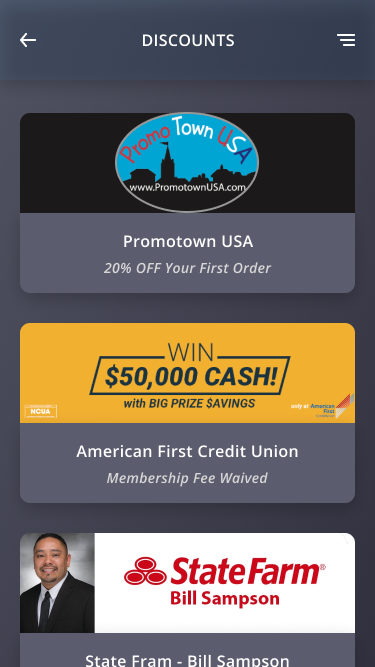 DISCOUNTS
Promo Town USA
www.PromotownUSA.com
Promotown USA
20% OFF Your First Order
WIN
$50,000 CASH!
with BIG PRIZE $AVINGS
NCUA
only at American
First
American First Credit Union
Membership Fee Waived
State Farm®
Bill Sampson
State Fram - Bill Sampson